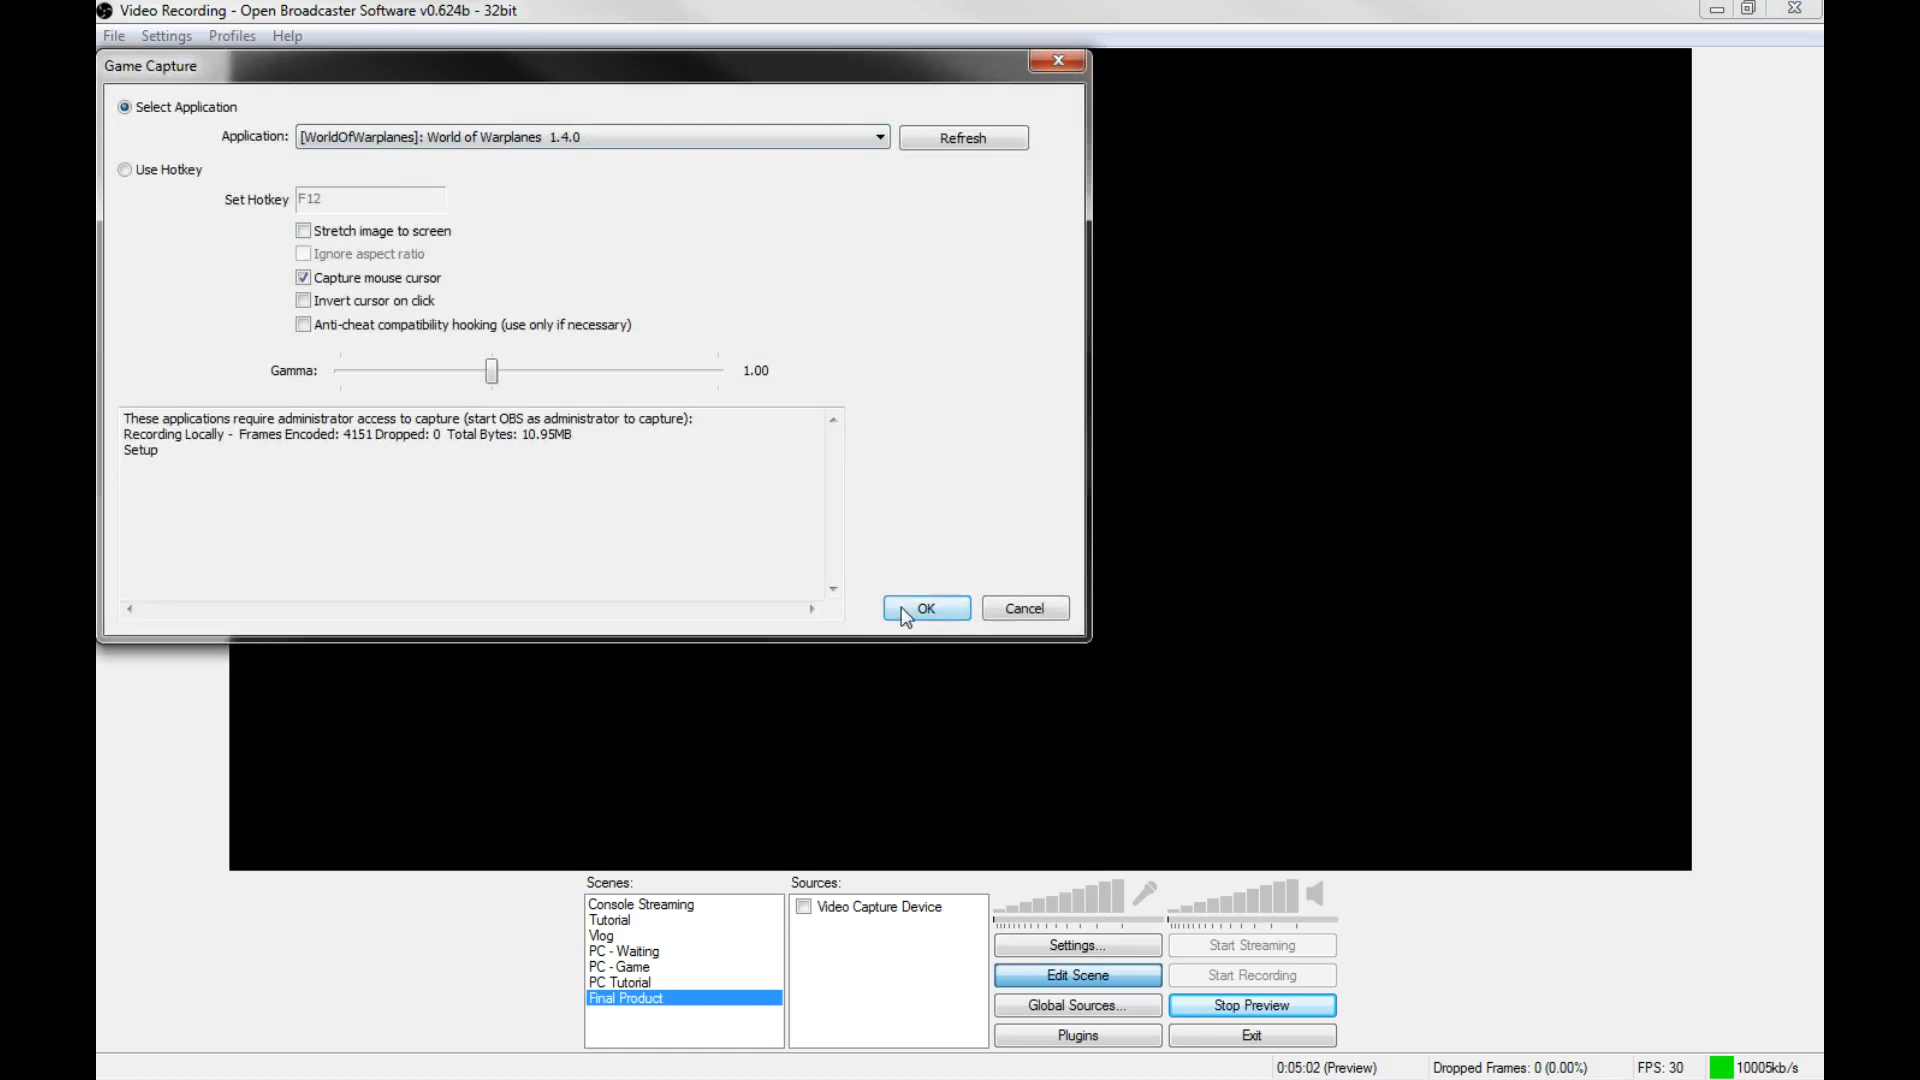 Video Recording - Open Broadcaster Software v0.624b - 32bit
File Settings Profiles Help
Game Capture
Select Application
Application: [WorldOfWarplanes]: World of Warplanes 1.4.0 Refresh
Use Hotkey
Set Hotkey F12
Stretch image to screen
Ignore aspect ratio
Capture mouse cursor
Invert cursor on click
Anti-cheat compatibility hooking (use only if necessary)
Gamma: 1.00
These applications require administrator access to capture (start OBS as administrator to capture):
Recording Locally - Frames Encoded: 4151 Dropped: 0 Total Bytes: 10.95MB
Setup
OK Cancel
Scenes: Sources:
Console Streaming
Tutorial
Vlog
PC - Waiting
PC - Game
PC Tutorial
Final Product
Video Capture Device
Settings... Start Streaming
Edit Scene Start Recording
Global Sources... Stop Preview
Plugins Exit
0:05:02 (Preview) Dropped Frames: 0 (0.00%) FPS: 30 10005kb/s